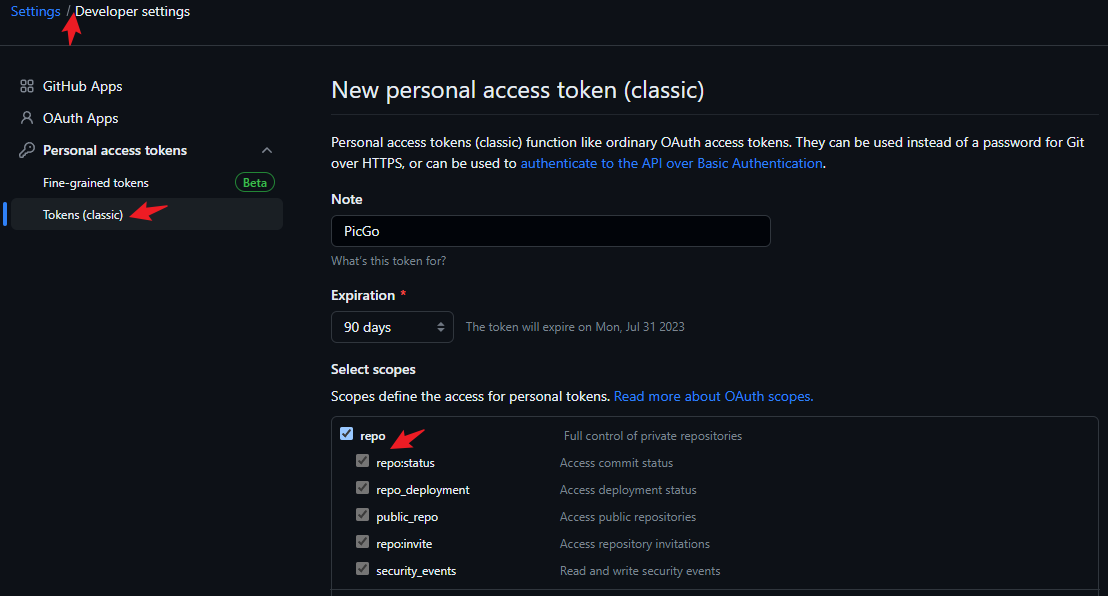 Settings / Developer settings
GitHub Apps
OAuth Apps
Personal access tokens
Fine-grained tokens Beta
Tokens (classic)
New personal access token (classic)
Personal access tokens (classic) function like ordinary OAuth access tokens. They can be used instead of a password for Git
over HTTPS, or can be used to authenticate to the API over Basic Authentication.
Note
PicGo
What's this token for?
Expiration *
90 days The token will expire on Mon, Jul 31 2023
Select scopes
Scopes define the access for personal tokens. Read more about OAuth scopes.
repo Full control of private repositories
repo:status Access commit status
repo_deployment Access deployment status
public_repo Access public repositories
repo:invite Access repository invitations
security_events Read and write security events